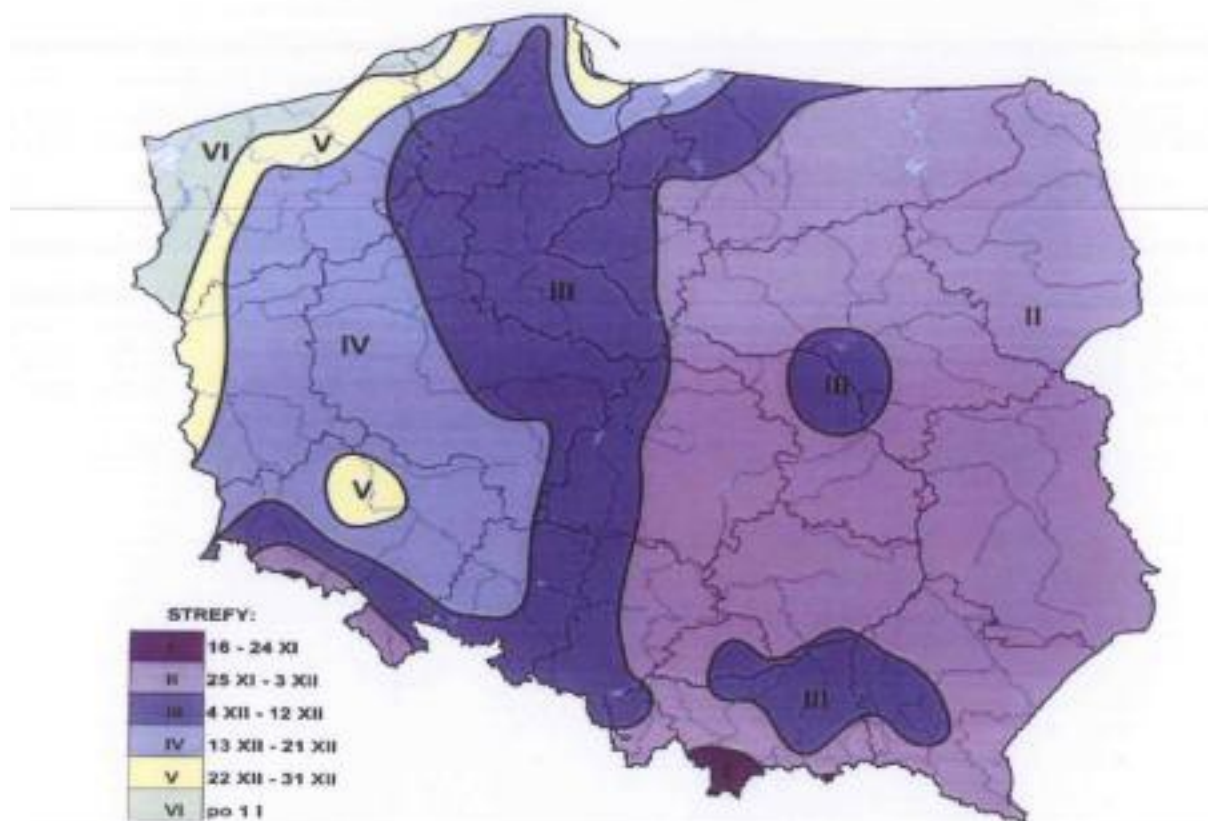 VI
V
III
II
IV
III
V
III
STREFY:
I 16 - 24 XI
II 25 XI - 3 XII
III 4 XII - 12 XII
IV 13 XII - 21 XII
V 22 XII - 31 XII
VI po 1 I